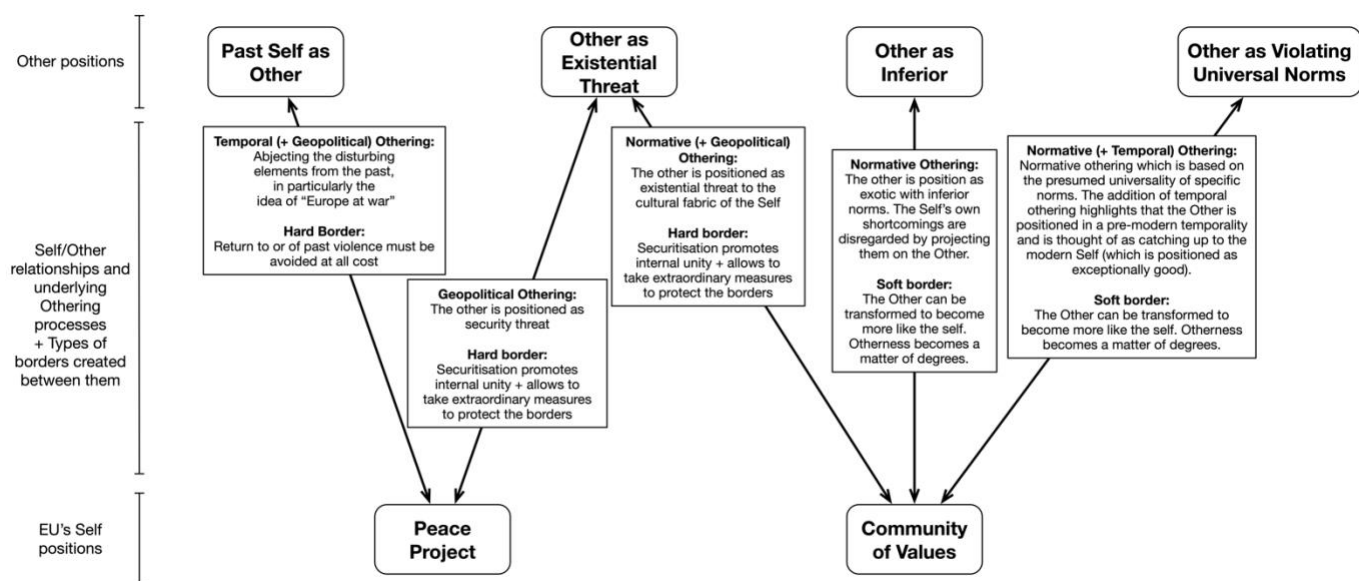 Other positions
Past Self as
Other
Other as
Existential
Threat
Other as
Inferior
Other as Violating
Universal Norms
Self/Other
relationships and
underlying
Othering
processes
+ Types of
borders created
between them
Temporal (+ Geopolitical) Othering:
Abjecting the disturbing
elements from the past,
in particularly the
idea of “Europe at war”
Hard Border:
Return to or of past violence must be
avoided at all cost
Geopolitical Othering:
The other is positioned as
security threat
Hard border:
Securitisation promotes
internal unity + allows to
take extraordinary measures
to protect the borders
Normative (+ Geopolitical)
Othering:
The other is positioned as
existential threat to the
cultural fabric of the Self
Hard border:
Securitisation promotes
internal unity + allows to
take extraordinary measures
to protect the borders
Normative Othering:
The other is position as
exotic with inferior
norms. The Self’s own
shortcomings are
disregarded by projecting
them on the Other.
Soft border:
The Other can be
transformed to become
more like the self.
Otherness becomes a
matter of degrees.
Normative (+ Temporal) Othering:
Normative othering which is based on
the presumed universality of specific
norms. The addition of temporal
othering highlights that the Other is
positioned in a pre-modern temporality
and is thought of as catching up to the
modern Self (which is positioned as
exceptionally good).
Soft border:
The Other can be transformed to
become more like the self. Otherness
becomes a matter of degrees.
EU’s Self
positions
Peace
Project
Community
of Values